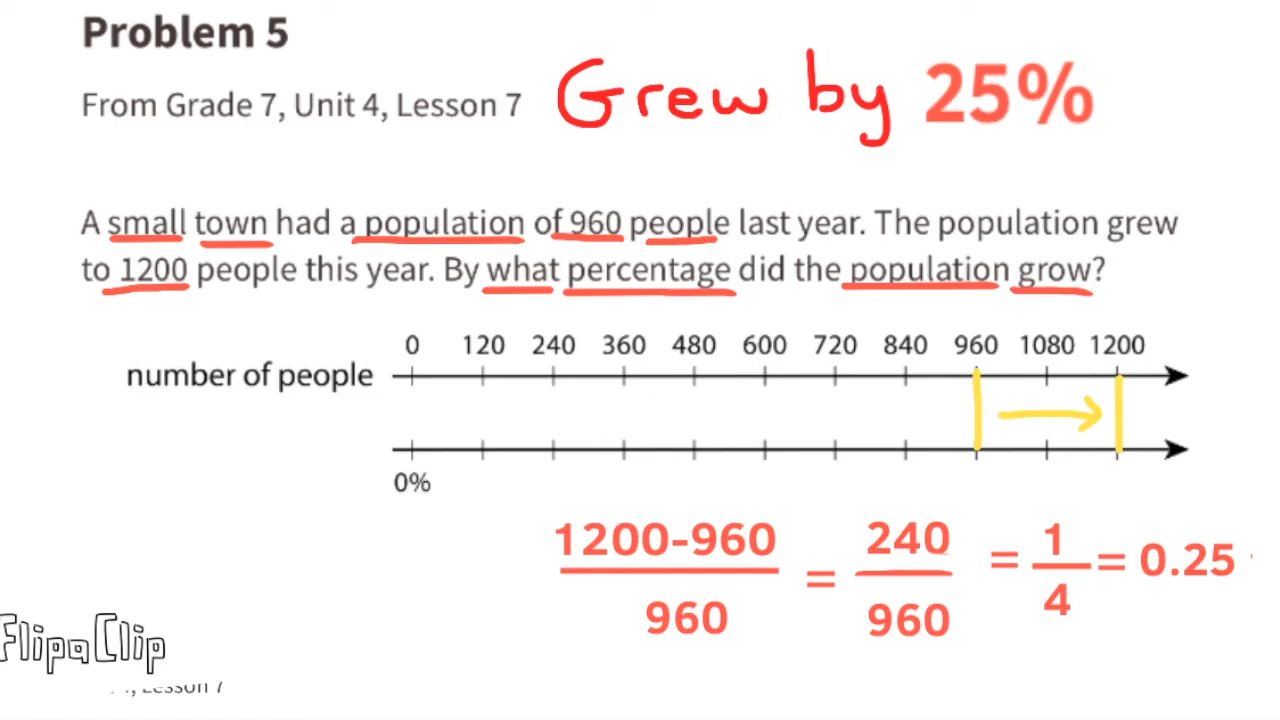 Problem 5
From Grade 7, Unit 4, Lesson 7 Grew by 25%
A small town had a population of 960 people last year. The population grew
to 1200 people this year. By what percentage did the population grow?
0 120 240 360 480 600 720 840 960 1080 1200
number of people
0%
1200-960 240 1
= = = 0.25
960 960 4
FlipaClip
, Lesson 7